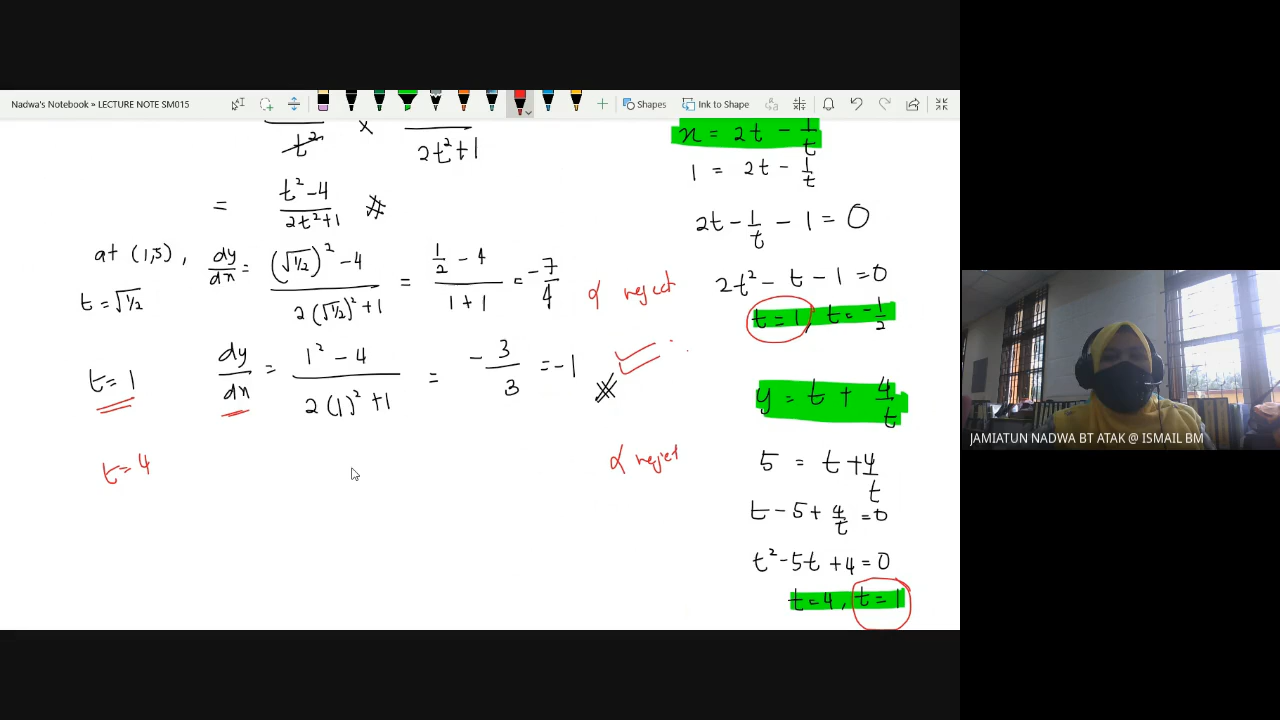 Nadwa's Notebook » LECTURE NOTE SM015
Shapes
Ink to Shape
t² × 2t²+1
= t²-4 / 2t²+1
at (1,5), dy/dx = (√1/2)² -4 / 2(√1/2)² +1 = 1/2 - 4 / 1+1 = -7/4 reject
t = √1/2
t=1 dy/dx = 1² - 4 / 2(1)² +1 = -3/3 = -1
t=4 reject
x = 2t - 1/t
1 = 2t - 1/t
2t - 1/t - 1 = 0
2t² - t - 1 = 0
t=1, t=-1/2
y = t + 4/t
5 = t + 4/t
t - 5 + 4/t = 0
t² - 5t + 4 = 0
t=4, t=1
JAMIATUN NADWA BT ATAK @ ISMAIL BM